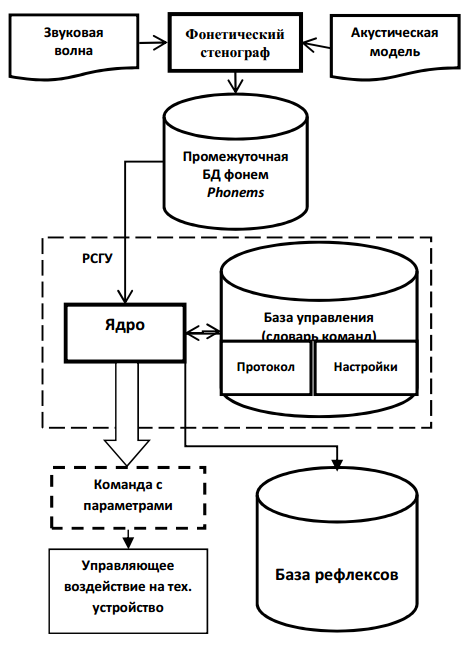 Звуковая
волна
Фонетический
стенограф
Акустическая
модель
Промежуточная
БД фонем
Phonems
РСГУ
Ядро
База управления
(словарь команд)
Протокол
Настройки
Команда с
параметрами
Управляющее
воздействие на тех.
устройство
База рефлексов